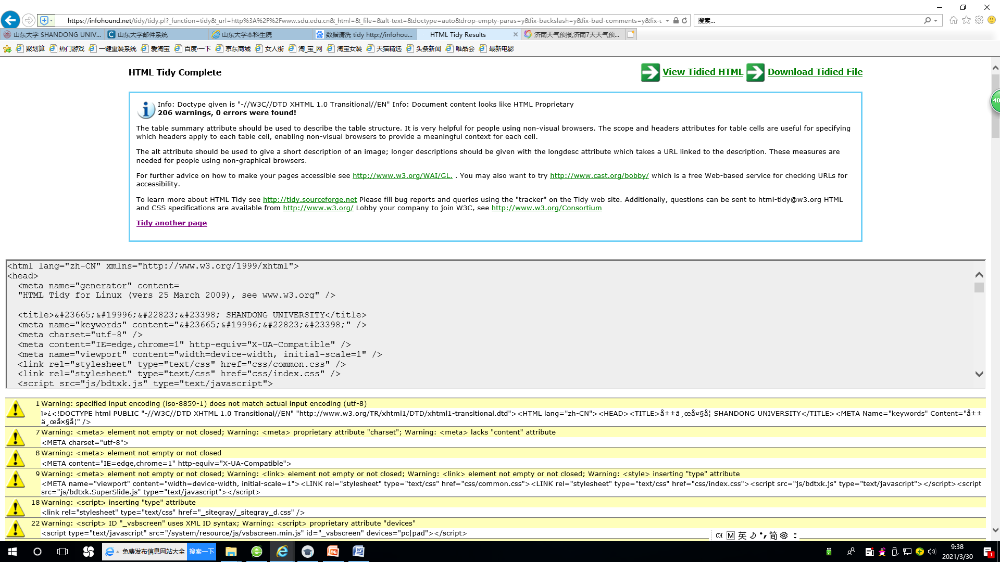 https://infohound.net/tidy/tidy.pl?_function=tidy&_url=http%3A%2F%2Fwww.sdu.edu.cn&_html=&_file=&alt-text=&doctype=auto&drop-empty-paras=y&fix-backslash=y&fix-bad-comments=y&fix-u
搜索...
山东大学 SHANDONG UNIV...
山东大学邮件系统
山东大学本科生院
数据清洗 tidy http://infohou...
HTML Tidy Results
济南天气预报,济南7天天气预...
聚划算 热门游戏 一键重装系统 爱淘宝 百度一下 京东商城 女人街 淘_宝_网 淘宝女装 天猫精选 头条新闻 唯品会 最新电影
HTML Tidy Complete
View Tidied HTML
Download Tidied File
40
Info: Doctype given is "-//W3C//DTD XHTML 1.0 Transitional//EN" Info: Document content looks like HTML Proprietary
206 warnings, 0 errors were found!
The table summary attribute should be used to describe the table structure. It is very helpful for people using non-visual browsers. The scope and headers attributes for table cells are useful for specifying
which headers apply to each table cell, enabling non-visual browsers to provide a meaningful context for each cell.
The alt attribute should be used to give a short description of an image; longer descriptions should be given with the longdesc attribute which takes a URL linked to the description. These measures are
needed for people using non-graphical browsers.
For further advice on how to make your pages accessible see http://www.w3.org/WAI/GL. . You may also want to try http://www.cast.org/bobby/ which is a free Web-based service for checking URLs for
accessibility.
To learn more about HTML Tidy see http://tidy.sourceforge.net Please fill bug reports and queries using the "tracker" on the Tidy web site. Additionally, questions can be sent to html-tidy@w3.org HTML
and CSS specifications are available from http://www.w3.org/ Lobby your company to join W3C, see http://www.w3.org/Consortium
Tidy another page
<html lang="zh-CN" xmlns="http://www.w3.org/1999/xhtml">
<head>
<meta name="generator" content=
"HTML Tidy for Linux (vers 25 March 2009), see www.w3.org" />
<title>&#23665;&#19996;&#22823;&#23398; SHANDONG UNIVERSITY</title>
<meta name="keywords" content="&#23665;&#19996;&#22823;&#23398;" />
<meta charset="utf-8" />
<meta content="IE=edge,chrome=1" http-equiv="X-UA-Compatible" />
<meta name="viewport" content="width=device-width, initial-scale=1" />
<link rel="stylesheet" type="text/css" href="css/common.css" />
<link rel="stylesheet" type="text/css" href="css/index.css" />
<script src="js/bdtxk.js" type="text/javascript">
1 Warning: specified input encoding (iso-8859-1) does not match actual input encoding (utf-8)
ï»¿<!DOCTYPE html PUBLIC "-//W3C//DTD XHTML 1.0 Transitional//EN" "http://www.w3.org/TR/xhtml1/DTD/xhtml1-transitional.dtd"><HTML lang="zh-CN"><HEAD><TITLE>å±±ä¸œå¤§å­¦ SHANDONG UNIVERSITY</TITLE><META Name="keywords" Content="å±±
ä¸œå¤§å­¦" />
7 Warning: <meta> element not empty or not closed; Warning: <meta> proprietary attribute "charset"; Warning: <meta> lacks "content" attribute
<META charset="utf-8">
8 Warning: <meta> element not empty or not closed
<META content="IE=edge,chrome=1" http-equiv="X-UA-Compatible">
9 Warning: <meta> element not empty or not closed; Warning: <link> element not empty or not closed; Warning: <link> element not empty or not closed; Warning: <style> inserting "type" attribute
<META name="viewport" content="width=device-width, initial-scale=1"><LINK rel="stylesheet" type="text/css" href="css/common.css"><LINK rel="stylesheet" type="text/css" href="css/index.css"><script src="js/bdtxk.js" type="text/javascript"></script><script
src="js/bdtxk.SuperSlide.js" type="text/javascript"></script>
18 Warning: <script> inserting "type" attribute
<link rel="stylesheet" type="text/css" href="_sitegray/_sitegray_d.css" />
22 Warning: <script> ID "_vsbscreen" uses XML ID syntax; Warning: <script> proprietary attribute "devices"
<script type="text/javascript" src="/system/resource/js/vsbscreen.min.js" id="_vsbscreen" devices="pc|pad"></script>
CH M 英 简
免费发布信息网站大全 搜索一下
9:38
2021/3/30
1